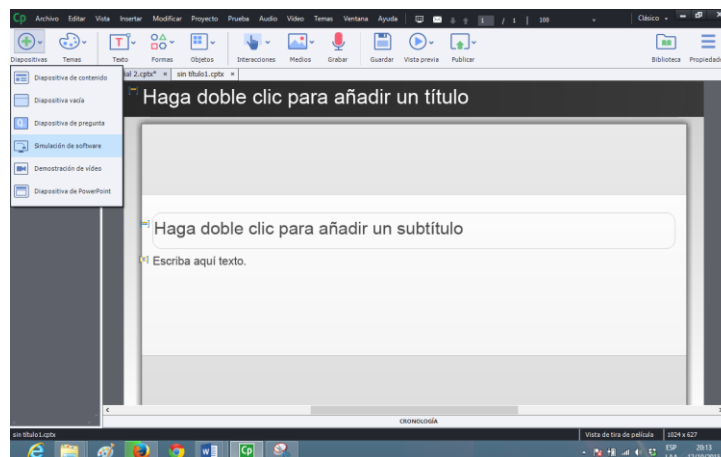 Cp Archivo Editar Vista Insertar Modificar Proyecto Prueba Audio Vídeo Temas Ventana Ayuda 1 / 1 100 Clásico
Diapositivas Temas Texto Formas Objetos Interacciones Medios Grabar Guardar Vista previa Publicar Biblioteca Propiedad
al 2.cptx* × sin título1.cptx ×
Diapositiva de contenido
Diapositiva vacía
Diapositiva de pregunta
Simulación de software
Demostración de vídeo
Diapositiva de PowerPoint
Haga doble clic para añadir un título
Haga doble clic para añadir un subtítulo
Escriba aquí texto.
CRONOLOGÍA
sin título1.cptx Vista de tira de película 1024 x 627
Cp ESP 20:13